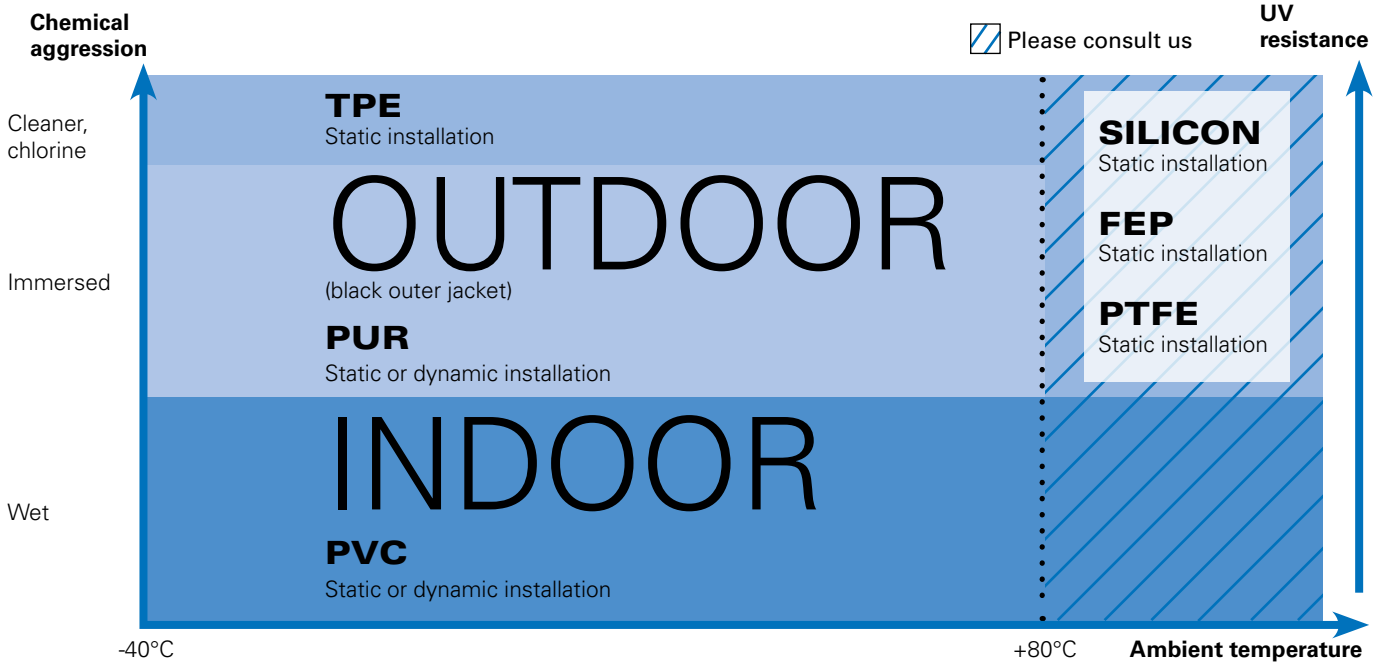 Chemical
aggression
Please consult us
UV
resistance
Cleaner,
chlorine
TPE
Static installation
SILICON
Static installation
OUTDOOR
(black outer jacket)
FEP
Static installation
Immersed
PUR
Static or dynamic installation
PTFE
Static installation
INDOOR
Wet
PVC
Static or dynamic installation
-40°C
+80°C
Ambient temperature